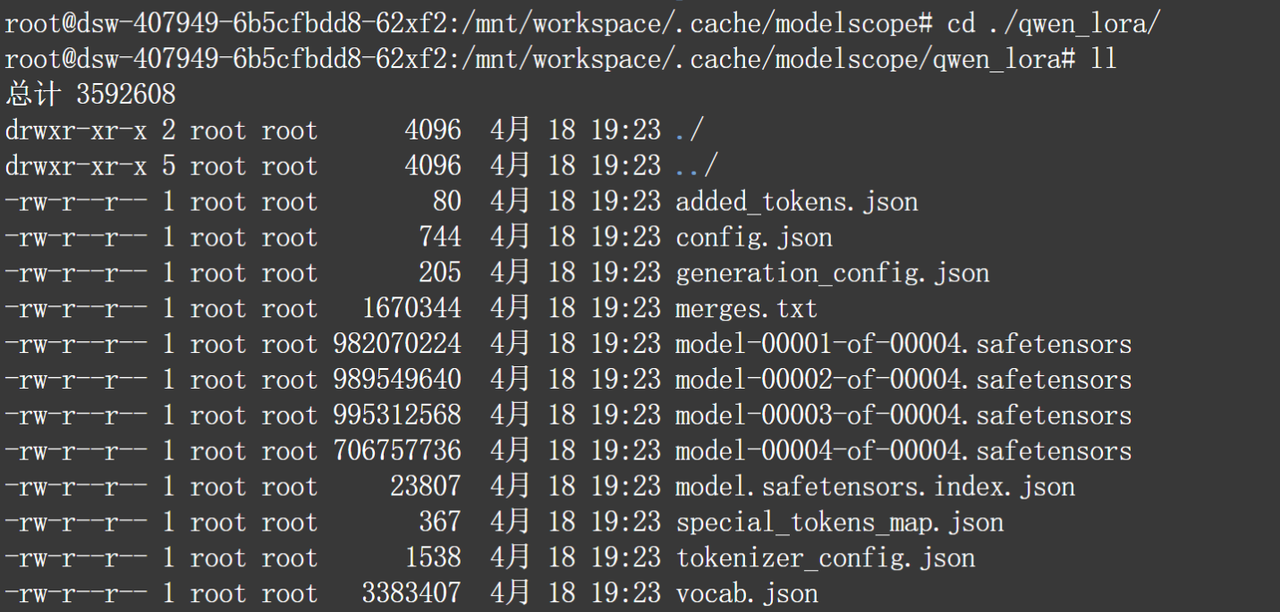 root@dsw-407949-6b5cfbdd8-62xf2:/mnt/workspace/.cache/modelscope# cd ./qwen_lora/
root@dsw-407949-6b5cfbdd8-62xf2:/mnt/workspace/.cache/modelscope/qwen_lora# ll
总计 3592608
drwxr-xr-x 2 root root      4096  4月 18 19:23 ./
drwxr-xr-x 5 root root      4096  4月 18 19:23 ../
-rw-r--r-- 1 root root        80  4月 18 19:23 added_tokens.json
-rw-r--r-- 1 root root       744  4月 18 19:23 config.json
-rw-r--r-- 1 root root       205  4月 18 19:23 generation_config.json
-rw-r--r-- 1 root root   1670344  4月 18 19:23 merges.txt
-rw-r--r-- 1 root root 982070224  4月 18 19:23 model-00001-of-00004.safetensors
-rw-r--r-- 1 root root 989549640  4月 18 19:23 model-00002-of-00004.safetensors
-rw-r--r-- 1 root root 995312568  4月 18 19:23 model-00003-of-00004.safetensors
-rw-r--r-- 1 root root 706757736  4月 18 19:23 model-00004-of-00004.safetensors
-rw-r--r-- 1 root root     23807  4月 18 19:23 model.safetensors.index.json
-rw-r--r-- 1 root root       367  4月 18 19:23 special_tokens_map.json
-rw-r--r-- 1 root root      1538  4月 18 19:23 tokenizer_config.json
-rw-r--r-- 1 root root   3383407  4月 18 19:23 vocab.json